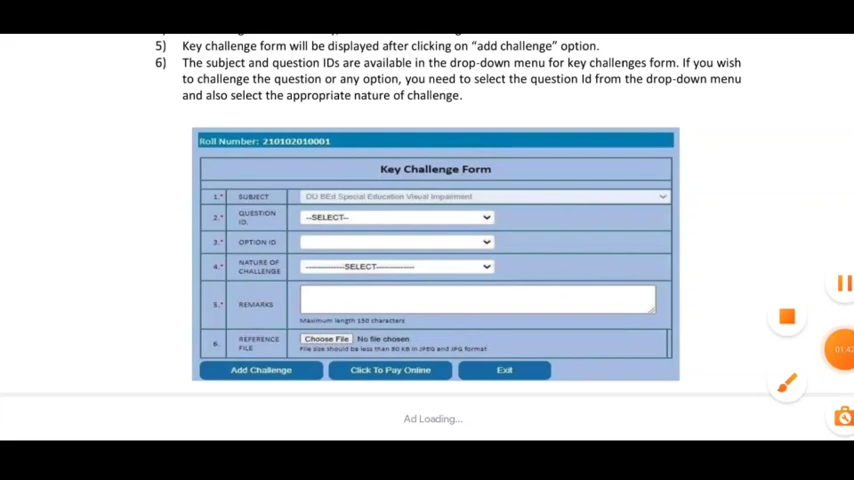 5) Key challenge form will be displayed after clicking on “add challenge” option.
6) The subject and question IDs are available in the drop-down menu for key challenges form. If you wish
to challenge the question or any option, you need to select the question Id from the drop-down menu
and also select the appropriate nature of challenge.
Roll Number: 210102010001
Key Challenge Form
1.* SUBJECT DU BEd Special Education Visual Impairment
2.* QUESTION ID. --SELECT--
3.* OPTION ID
4.* NATURE OF CHALLENGE --------------SELECT--------------
5.* REMARKS
Maximum length 150 characters
6. REFERENCE FILE Choose File No file chosen
File size should be less than 80 KB in JPEG and JPG format
Add Challenge Click To Pay Online Exit
Ad Loading...